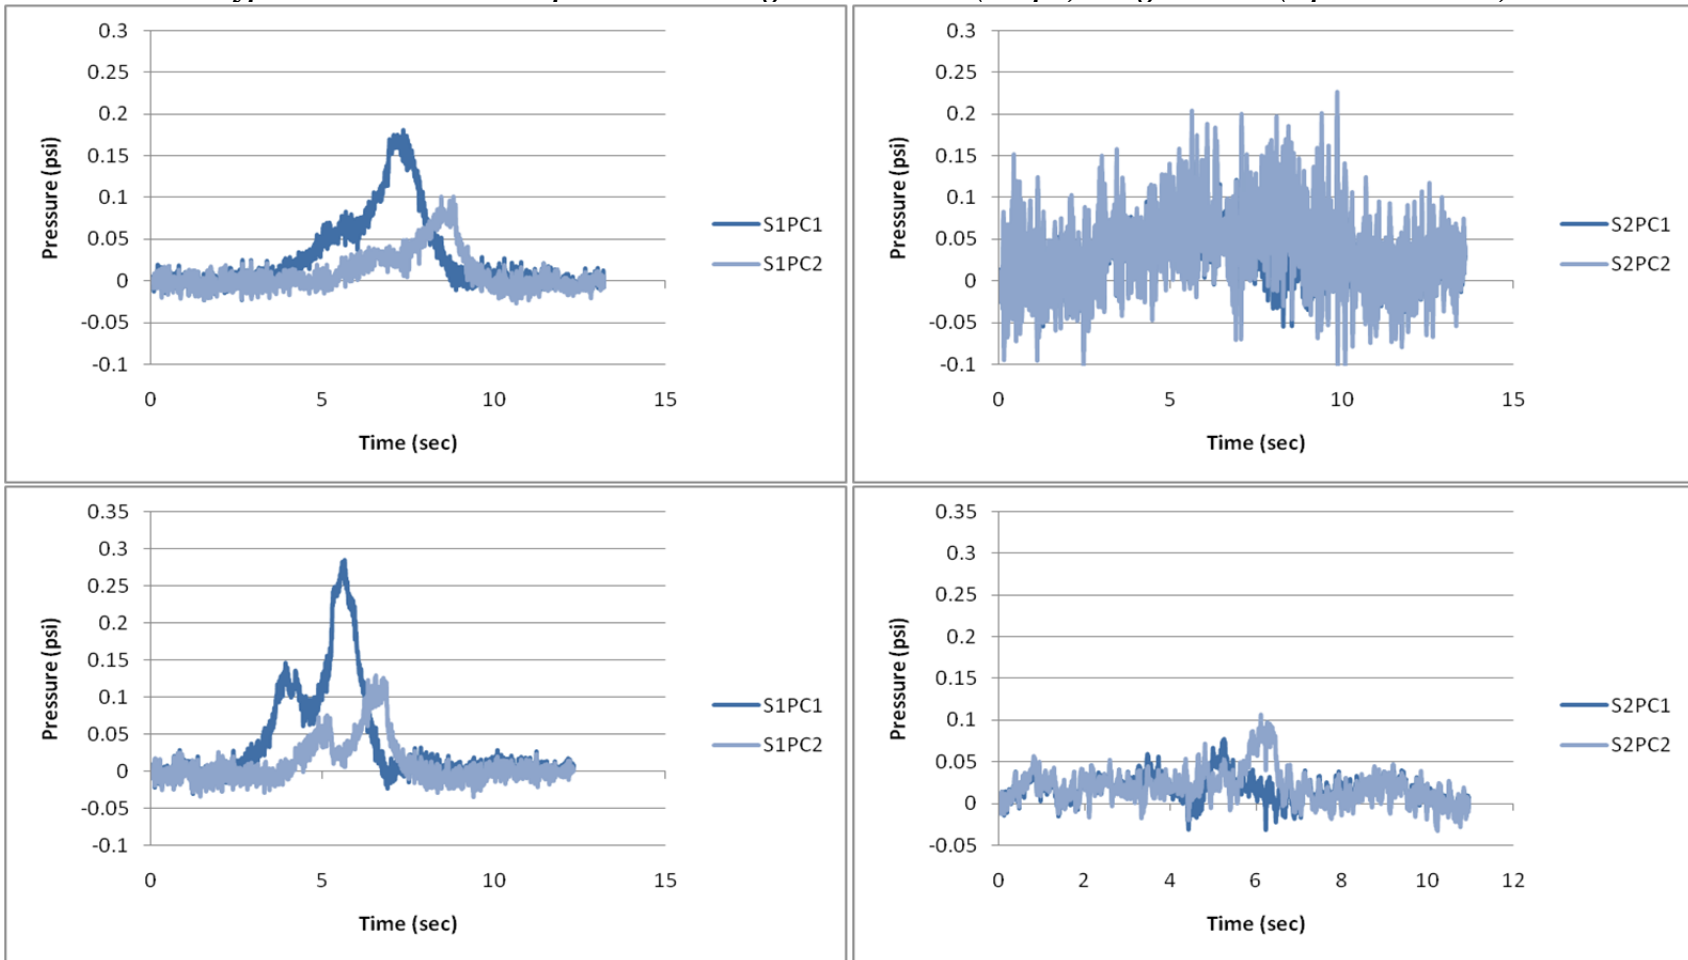 0.3
0.25
0.2
0.15
0.1
0.05
0
-0.05
-0.1
0 5 10 15
Pressure (psi)
Time (sec)
S1PC1
S1PC2
0.3
0.25
0.2
0.15
0.1
0.05
0
-0.05
-0.1
0 5 10 15
Pressure (psi)
Time (sec)
S2PC1
S2PC2
0.35
0.3
0.25
0.2
0.15
0.1
0.05
0
-0.05
-0.1
0 5 10 15
Pressure (psi)
Time (sec)
S1PC1
S1PC2
0.35
0.3
0.25
0.2
0.15
0.1
0.05
0
-0.05
0 2 4 6 8 10 12
Pressure (psi)
Time (sec)
S2PC1
S2PC2